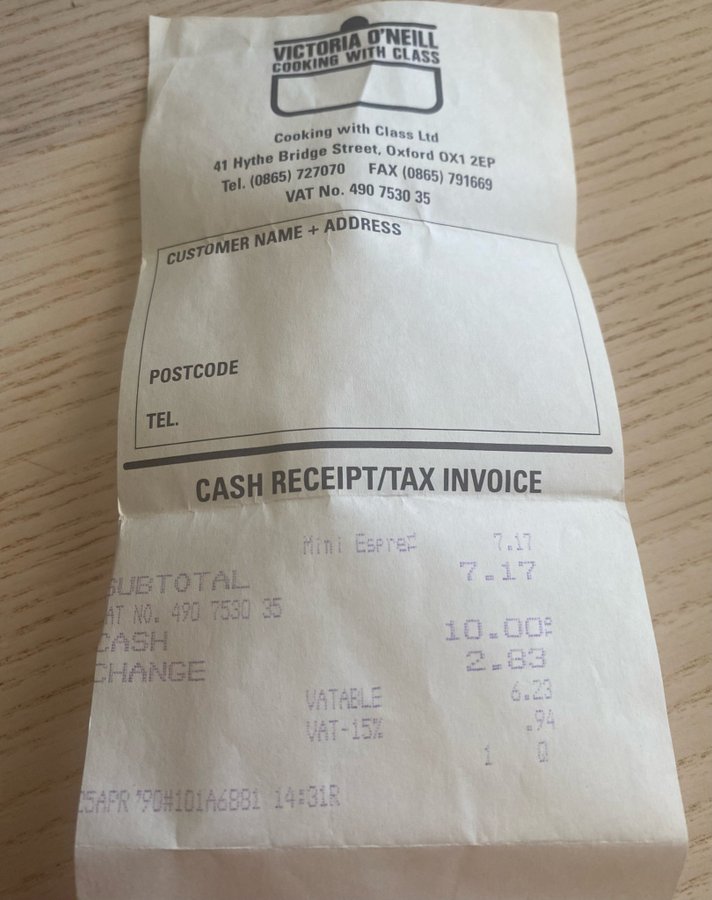 VICTORIA O'NEILL
COOKING WITH CLASS
Cooking with Class Ltd
41 Hythe Bridge Street, Oxford OX1 2EP
Tel. (0865) 727070 FAX (0865) 791669
VAT No. 490 7530 35
CUSTOMER NAME + ADDRESS
POSTCODE
TEL.
CASH RECEIPT/TAX INVOICE
Mini 7.17
SUBTOTAL 7.17
AT NO. 490 7530 35
CASH 10.00
CHANGE 2.83
VATABLE 6.23
VAT-15% .94
1 Q
25APR'90#101A6881 14:31R